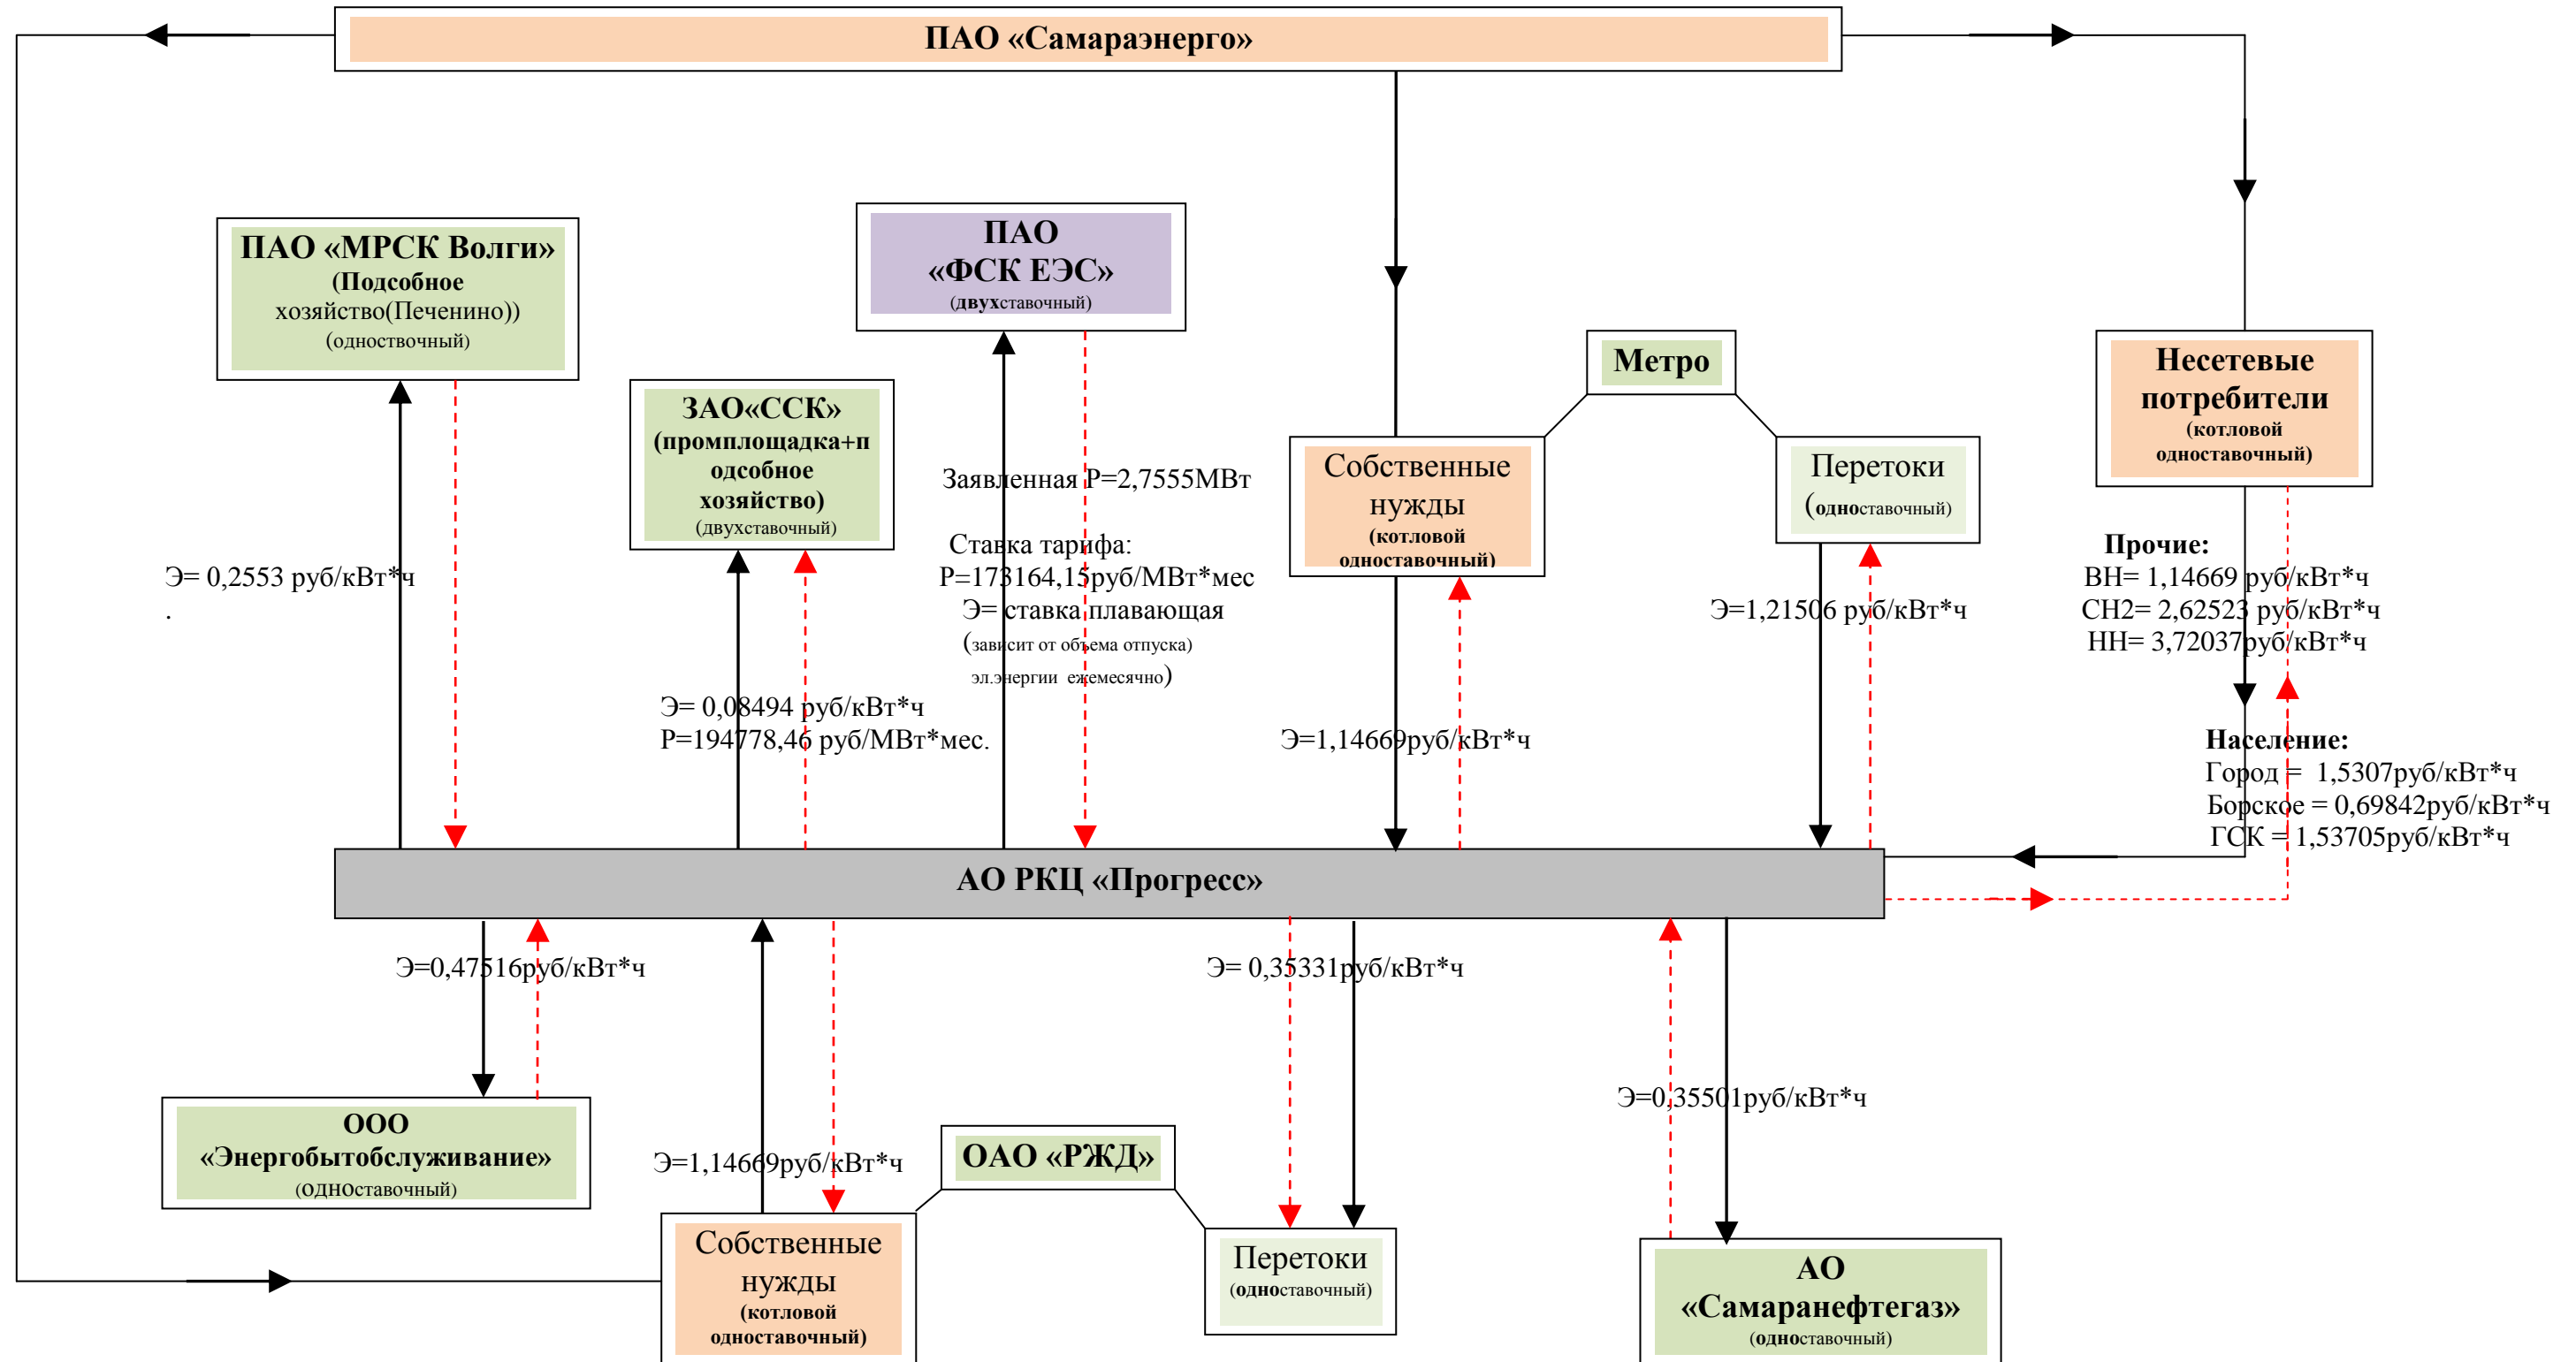 ПАО «Самараэнерго»
ПАО «МРСК Волги»
(Подсобное
хозяйство(Печенино))
(одноствочный)
ПАО
«ФСК ЕЭС»
(двухставочный)
ЗАО«ССК»
(промплощадка+п
одсобное
хозяйство)
(двухставочный)
Метро
Собственные
нужды
(котловой
одноставочный)
Перетоки
(одноставочный)
Несетевые
потребители
(котловой
одноставочный)
Э= 0,2553 руб/кВт*ч
.
Э= 0,08494 руб/кВт*ч
Р=194778,46 руб/МВт*мес.
Заявленная Р=2,7555МВт
Ставка тарифа:
Р=173164,15руб/МВт*мес
Э= ставка плавающая
(зависит от объема отпуска)
эл.энергии ежемесячно)
Э=1,14669руб/кВт*ч
Э=1,21506 руб/кВт*ч
Прочие:
ВН= 1,14669 руб/кВт*ч
СН2= 2,62523 руб/кВт*ч
НН= 3,72037руб/кВт*ч
Население:
Город = 1,5307руб/кВт*ч
Борское = 0,69842руб/кВт*ч
ГСК = 1,53705руб/кВт*ч
АО РКЦ «Прогресс»
Э=0,47516руб/кВт*ч
Э= 0,35331руб/кВт*ч
Э=1,14669руб/кВт*ч
Э=0,35501руб/кВт*ч
ООО
«Энергобытобслуживание»
(одноставочный)
ОАО «РЖД»
Собственные
нужды
(котловой
одноставочный)
Перетоки
(одноставочный)
АО
«Самаранефтегаз»
(одноставочный)